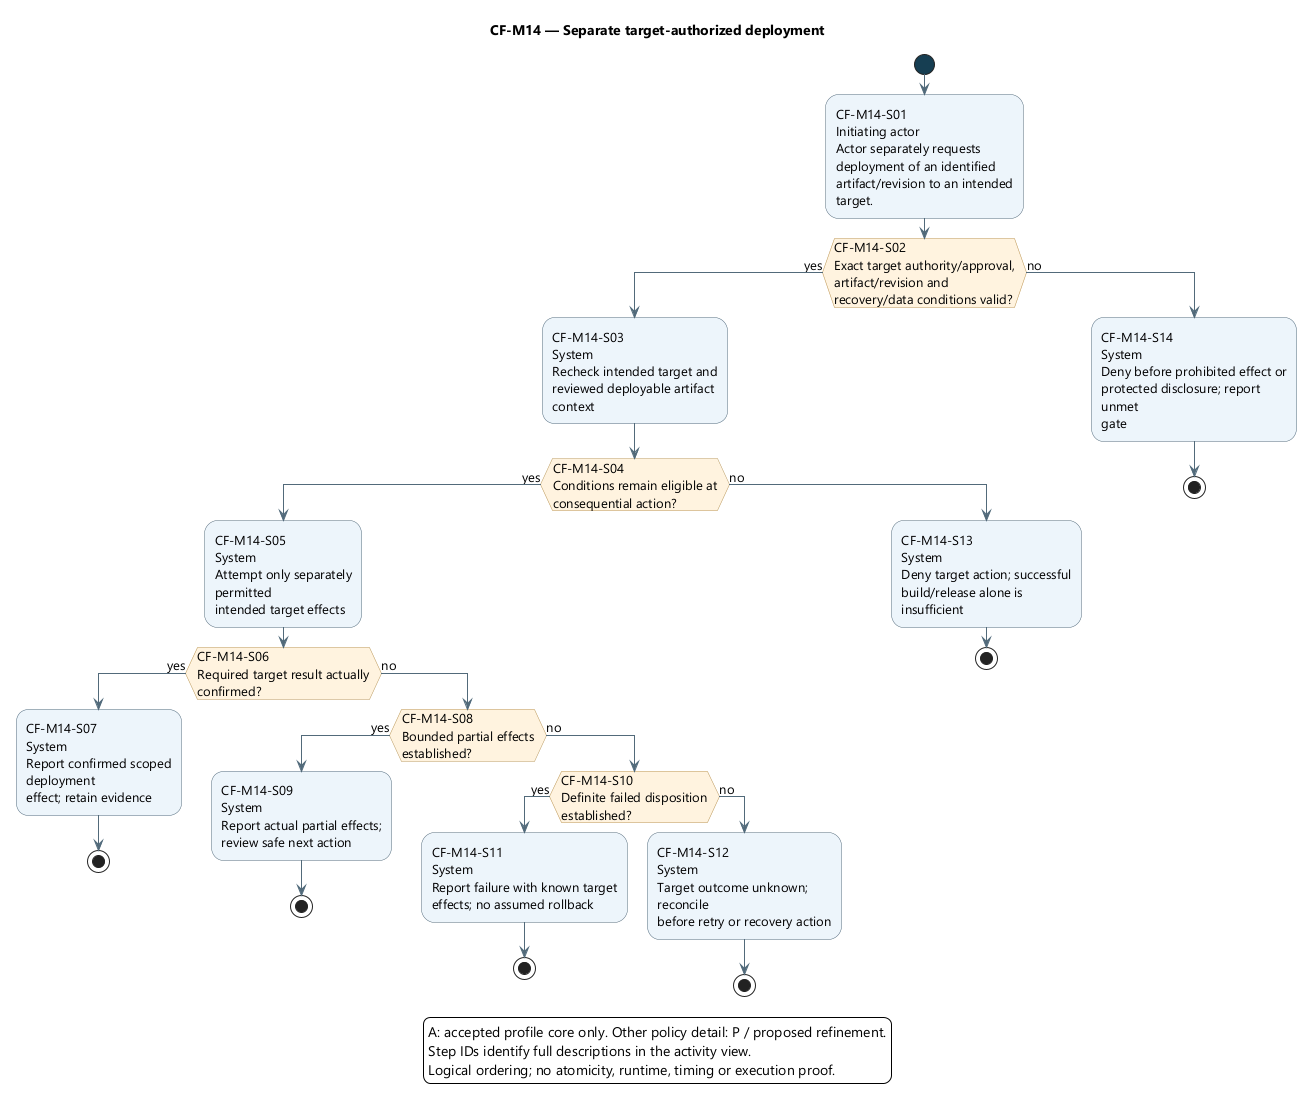 CF-M14 — Separate target-authorized deployment
CF-M14-S01
Initiating actor
Actor separately requests
deployment of an identified
artifact/revision to an intended
target.
CF-M14-S02
Exact target authority/approval,
artifact/revision and
recovery/data conditions valid?
yes
no
CF-M14-S03
System
Recheck intended target and
reviewed deployable artifact
context
CF-M14-S14
System
Deny before prohibited effect or
protected disclosure; report
unmet
gate
CF-M14-S04
Conditions remain eligible at
consequential action?
yes
no
CF-M14-S05
System
Attempt only separately
permitted
intended target effects
CF-M14-S13
System
Deny target action; successful
build/release alone is
insufficient
CF-M14-S06
Required target result actually
confirmed?
yes
no
CF-M14-S07
System
Report confirmed scoped
deployment
effect; retain evidence
CF-M14-S08
Bounded partial effects
established?
yes
no
CF-M14-S09
System
Report actual partial effects;
review safe next action
CF-M14-S10
Definite failed disposition
established?
yes
no
CF-M14-S11
System
Report failure with known target
effects; no assumed rollback
CF-M14-S12
System
Target outcome unknown;
reconcile
before retry or recovery action
A: accepted profile core only. Other policy detail: P / proposed refinement.
Step IDs identify full descriptions in the activity view.
Logical ordering; no atomicity, runtime, timing or execution proof.